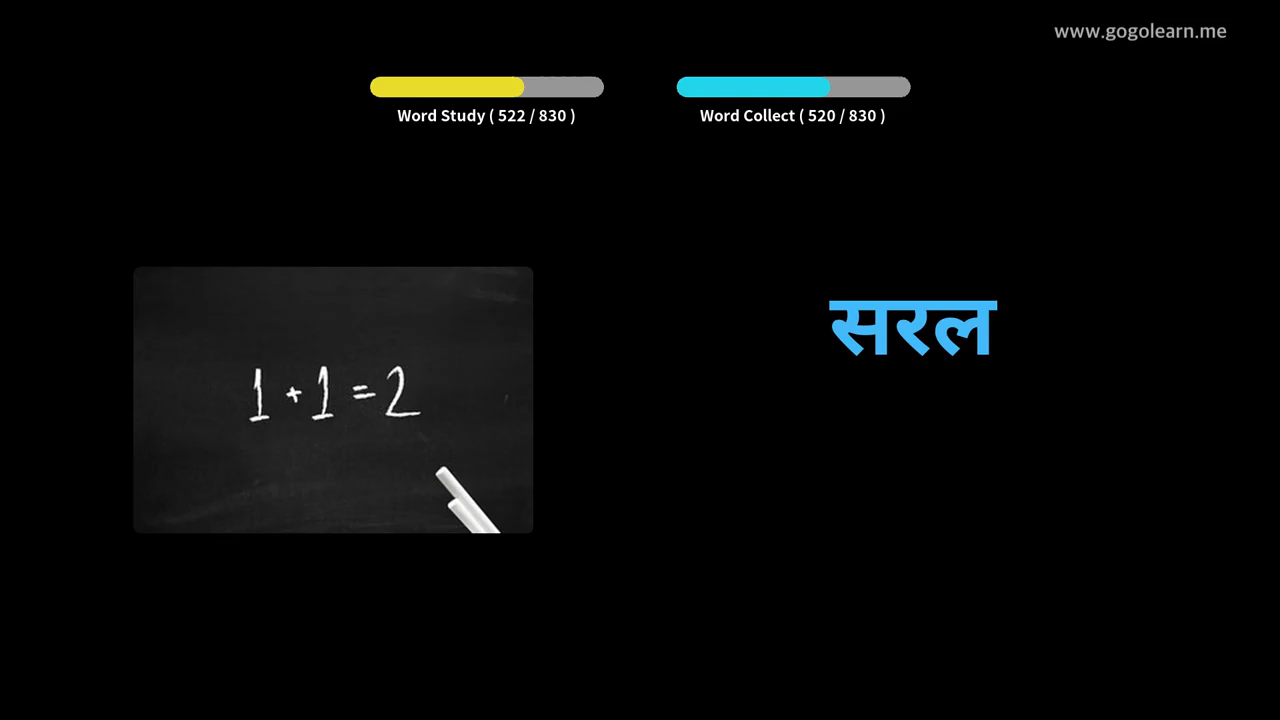 www.gogolearn.me
Word Study ( 522 / 830 )
Word Collect ( 520 / 830 )
सरल
1 + 1 = 2